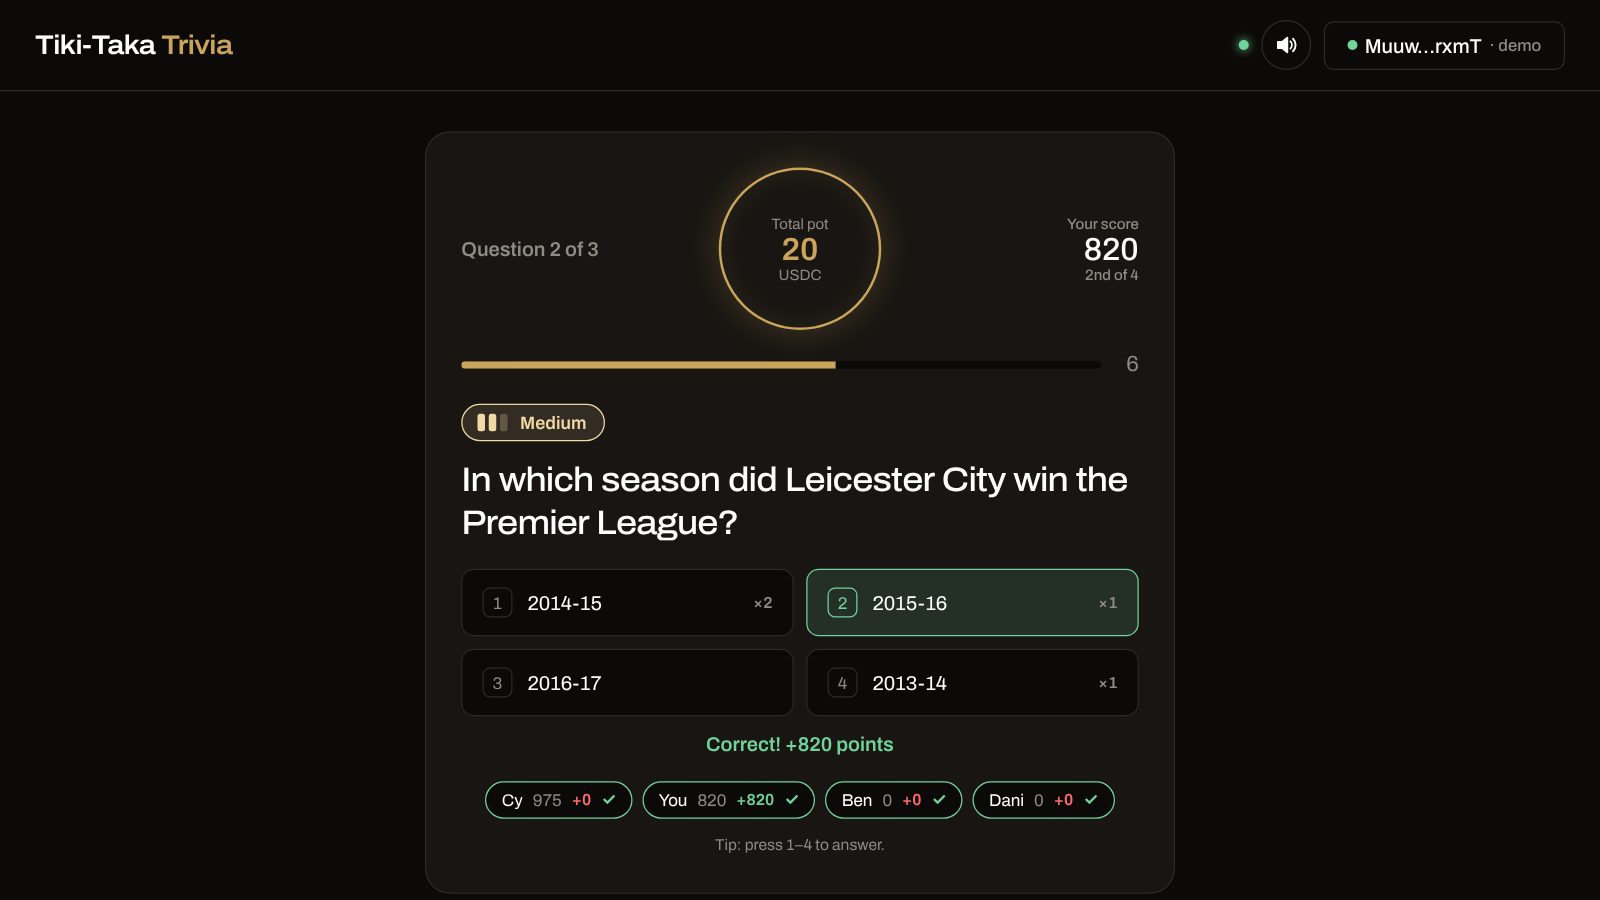 Tiki-Taka Trivia
Muuw...rxmT · demo
Question 2 of 3
Total pot
20
USDC
Your score
820
2nd of 4
6
Medium
In which season did Leicester City win the
Premier League?
1 2014-15 ×2
2 2015-16 ×1
3 2016-17
4 2013-14 ×1
Correct! +820 points
Cy 975 +0 ✓ You 820 +820 ✓ Ben 0 +0 ✓ Dani 0 +0 ✓
Tip: press 1–4 to answer.